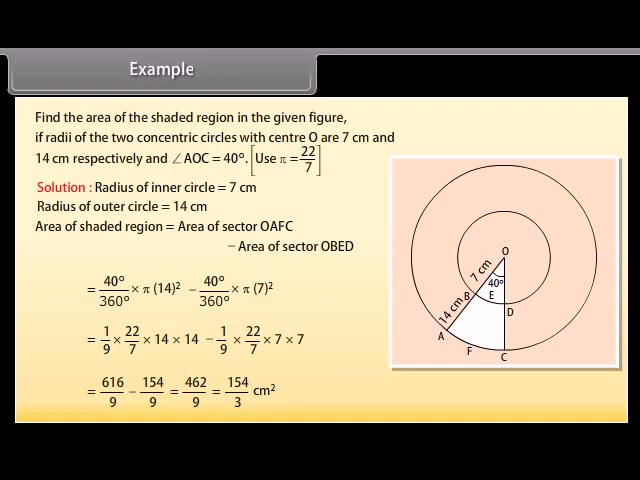 Example
Find the area of the shaded region in the given figure,
if radii of the two concentric circles with centre O are 7 cm and
14 cm respectively and ∠AOC = 40°. [Use π = 22/7]
Solution : Radius of inner circle = 7 cm
Radius of outer circle = 14 cm
Area of shaded region = Area of sector OAFC
− Area of sector OBED
= 40°/360° × π (14)² − 40°/360° × π (7)²
= 1/9 × 22/7 × 14 × 14 − 1/9 × 22/7 × 7 × 7
= 616/9 − 154/9 = 462/9 = 154/3 cm²
O
7 cm
40°
B E
D
14 cm
A
F
C